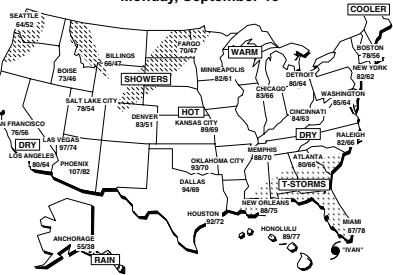 Monday, September
COOLER
SEATTLE
64/52
FARGO
70/47
BILLINGS
66/47
WARM
BOSTON
78/56
BOISE
73/46
SHOWERS
MINNEAPOLIS
82/61
DETROIT
80/64
NEW YORK
82/62
CHICAGO
83/66
SALT LAKE CITY
78/54
WASHINGTON
85/64
DENVER
83/51
HOT
KANSAS CITY
89/69
CINCINNATI
84/63
AN FRANCISCO
76/56
DRY
LAS VEGAS
97/74
DRY
RALEIGH
82/66
LOS ANGELES
80/64
PHOENIX
107/82
OKLAHOMA CITY
93/70
MEMPHIS
88/70
ATLANTA
80/66
DALLAS
94/69
T-STORMS
HOUSTON
92/72
NEW ORLEANS
88/75
MIAMI
87/78
HONOLULU
89/77
"IVAN"
ANCHORAGE
55/38
RAIN